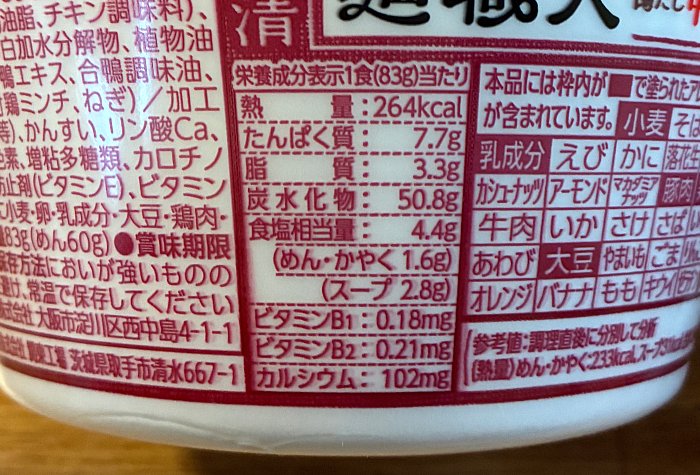 清
麺職人
油脂、チキン調味料)、
白加水分解物、植物油
鴨エキス、合鴨調味油、
鶏ミンチ、ねぎ)/加工
、かんすい、リン酸Ca、
素、増粘多糖類、カロチノ
止剤(ビタミンE)、ビタミン
小麦・卵・乳成分・大豆・鶏肉・
83g(めん60g) ●賞味期限
存方法においが強いものの
け、常温で保存してください
大阪市淀川区西中島4-1-1
関東工場 茨城県取手市清水667-1
栄養成分表示1食(83g)当たり
熱量:264kcal
たんぱく質:7.7g
脂質:3.3g
炭水化物:50.8g
食塩相当量:4.4g
(めん・かやく 1.6g)
(スープ 2.8g)
ビタミンB1:0.18mg
ビタミンB2:0.21mg
カルシウム:102mg
本品には枠内が■で塗られた
が含まれています。 小麦 そ
乳成分 えび かに 落花
カシューナッツ アーモンド マカダミアナッツ 豚肉
牛肉 いか さけ さば
あわび 大豆 やまいも ごま
オレンジ バナナ もも キウイ
(参考値:調理直後に分別して分析
(熱量)めん・かやく:233kcal、スープ:31kcal